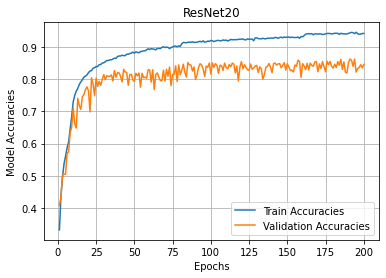 ResNet20
Model Accuracies
0.9
0.8
0.7
0.6
0.5
0.4
Train Accuracies
Validation Accuracies
0 25 50 75 100 125 150 175 200
Epochs